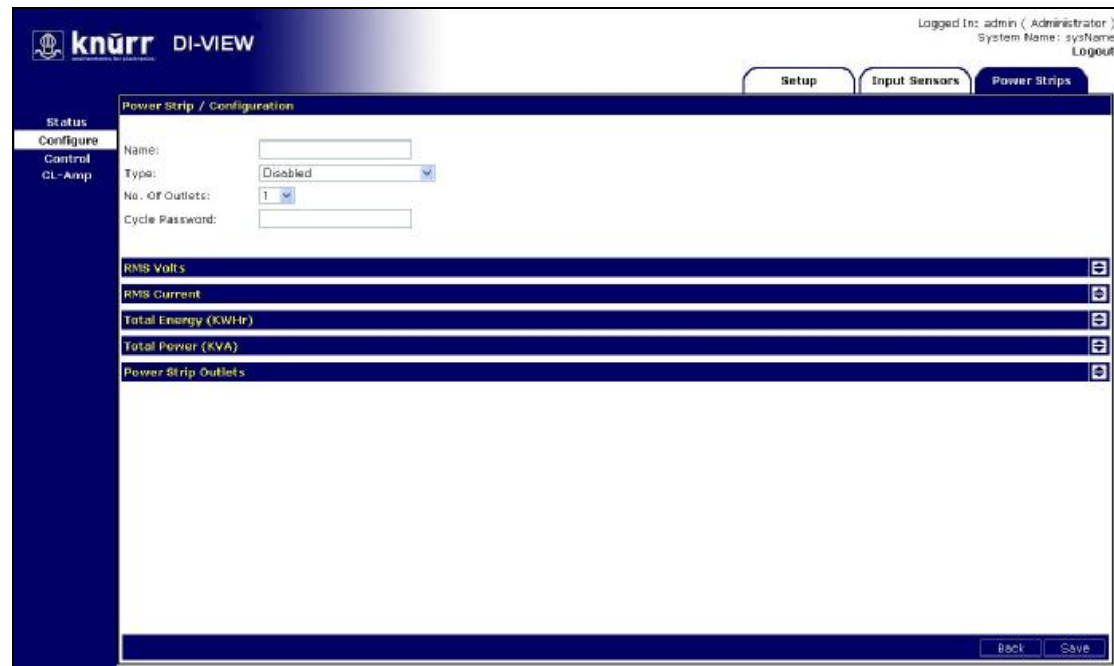 Logged In: admin ( Administrator )
System Name: sysName
Logout
knürr DI-VIEW
Setup
Input Sensors
Power Strips
Status
Configure
Control
CL-Amp
Power Strip / Configuration
Name:
Type: Disabled
No. Of Outlets: 1
Cycle Password:
RMS Volts
RMS Current
Total Energy (KWHr)
Total Power (KVA)
Power Strip Outlets
Back Save